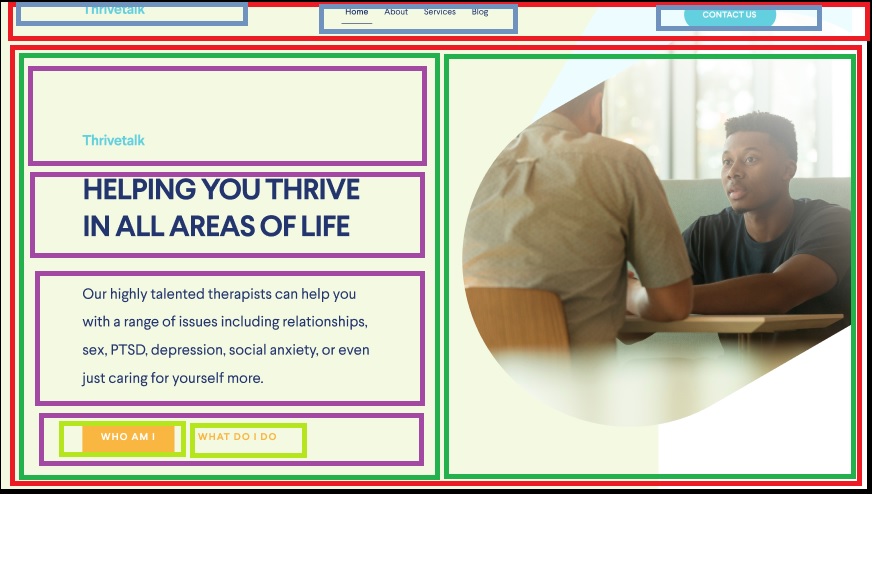 Thrivetalk
Home About Services Blog
CONTACT US
Thrivetalk
HELPING YOU THRIVE
IN ALL AREAS OF LIFE
Our highly talented therapists can help you
with a range of issues including relationships,
sex, PTSD, depression, social anxiety, or even
just caring for yourself more.
WHO AM I
WHAT DO I DO